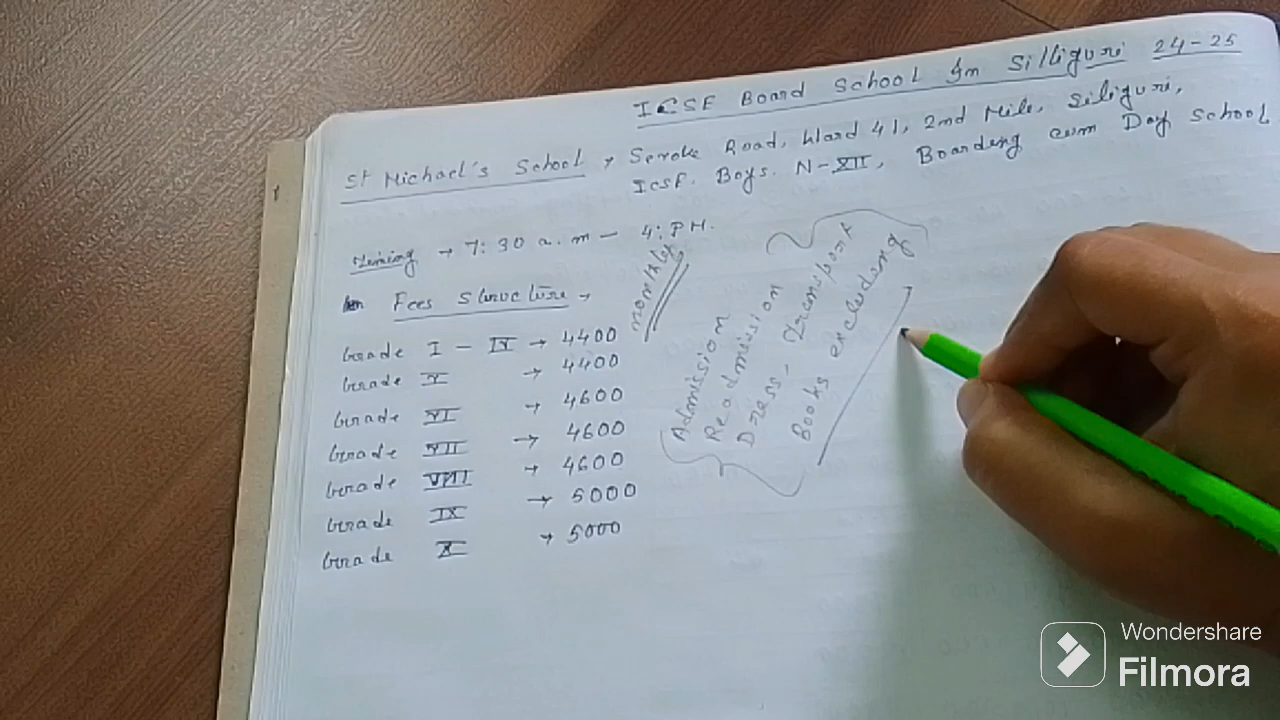 ICSE Board School In Silliguri 24-25
St Michael's School → Sevoke Road, Ward 41, 2nd Mile, Siliguri,
ICSE. Boys. N-XII, Boarding cum Day School
Timing → 7:30 a.m — 4: PM.
Fees Structure →
monthly
Grade I - IV → 4400
Grade V → 4400
Grade VI → 4600
Grade VII → 4600
Grade VIII → 4600
Grade IX → 5000
Grade X → 5000
Admission
Readmission
Dress, Transport
Books excluding
Wondershare
Filmora